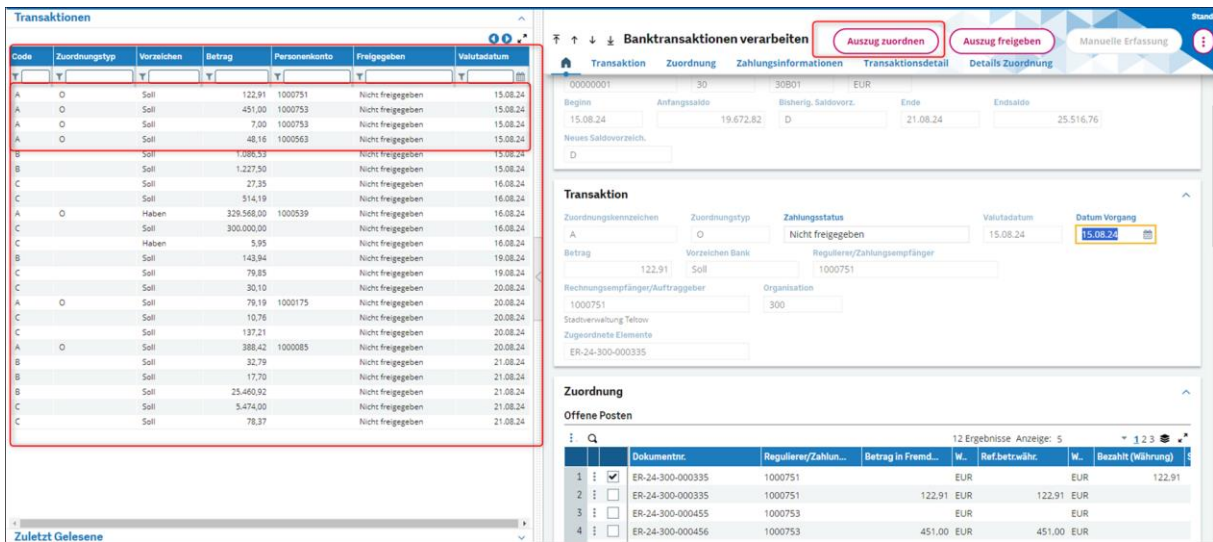 Transaktionen
Code Zuordnungstyp Vorzeichen Betrag Personenkonto Freigegeben Valutadatum
A O Soll 122,91 1000751 Nicht freigegeben 15.08.24
A O Soll 451,00 1000753 Nicht freigegeben 15.08.24
A O Soll 7,00 1000753 Nicht freigegeben 15.08.24
A O Soll 48,16 1000563 Nicht freigegeben 15.08.24
B Soll 1.086,53 Nicht freigegeben 15.08.24
B Soll 1.227,50 Nicht freigegeben 15.08.24
C Soll 27,35 Nicht freigegeben 16.08.24
C Soll 514,19 Nicht freigegeben 16.08.24
A O Haben 329.568,00 1000539 Nicht freigegeben 16.08.24
C Soll 300.000,00 Nicht freigegeben 16.08.24
C Haben 5,95 Nicht freigegeben 16.08.24
B Soll 143,94 Nicht freigegeben 19.08.24
C Soll 79,85 Nicht freigegeben 19.08.24
C Soll 30,10 Nicht freigegeben 20.08.24
A O Soll 79,19 1000175 Nicht freigegeben 20.08.24
C Soll 10,76 Nicht freigegeben 20.08.24
C Soll 137,21 Nicht freigegeben 20.08.24
A O Soll 388,42 1000085 Nicht freigegeben 20.08.24
B Soll 32,79 Nicht freigegeben 21.08.24
B Soll 17,70 Nicht freigegeben 21.08.24
B Soll 25.460,92 Nicht freigegeben 21.08.24
C Soll 5.474,00 Nicht freigegeben 21.08.24
C Soll 78,37 Nicht freigegeben 21.08.24
Zuletzt Gelesene
Stand
Banktransaktionen verarbeiten Auszug zuordnen Auszug freigeben Manuelle Erfassung
Transaktion Zuordnung Zahlungsinformationen Transaktionsdetail Details Zuordnung
00000001 30 30B01 EUR
Beginn Anfangssaldo Bisherig. Saldovorz. Ende Endsaldo
15.08.24 19.672,82 D 21.08.24 25.516,76
Neues Saldovorzeich.
D
Transaktion
Zuordnungskennzeichen Zuordnungstyp Zahlungsstatus Valutadatum Datum Vorgang
A O Nicht freigegeben 15.08.24 15.08.24
Betrag Vorzeichen Bank Regulierer/Zahlungsempfänger
122,91 Soll 1000751
Rechnungsempfänger/Auftraggeber Organisation
1000751 300
Stadtverwaltung Teltow
Zugeordnete Elemente
ER-24-300-000335
Zuordnung
Offene Posten
12 Ergebnisse Anzeige: 5 1 2 3
Dokumentnr. Regulierer/Zahlun... Betrag in Fremd... W... Ref.betr.währ. W... Bezahlt (Währung) S
1 ER-24-300-000335 1000751 EUR EUR 122,91
2 ER-24-300-000335 1000751 122,91 EUR 122,91 EUR
3 ER-24-300-000455 1000753 EUR EUR
4 ER-24-300-000456 1000753 451,00 EUR 451,00 EUR